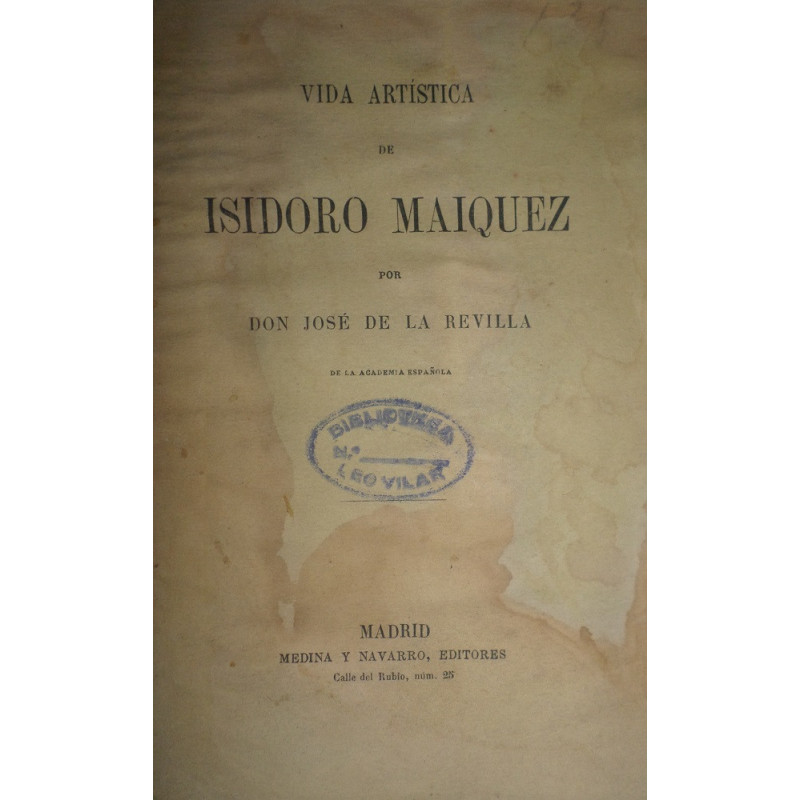 VIDA ARTÍSTICA
DE
ISIDORO MAIQUEZ
POR
DON JOSÉ DE LA REVILLA
DE LA ACADEMIA ESPAÑOLA
BIBLIOTECA
N.º
LEO VILAR
MADRID
MEDINA Y NAVARRO, EDITORES
Calle del Rubio, núm. 25